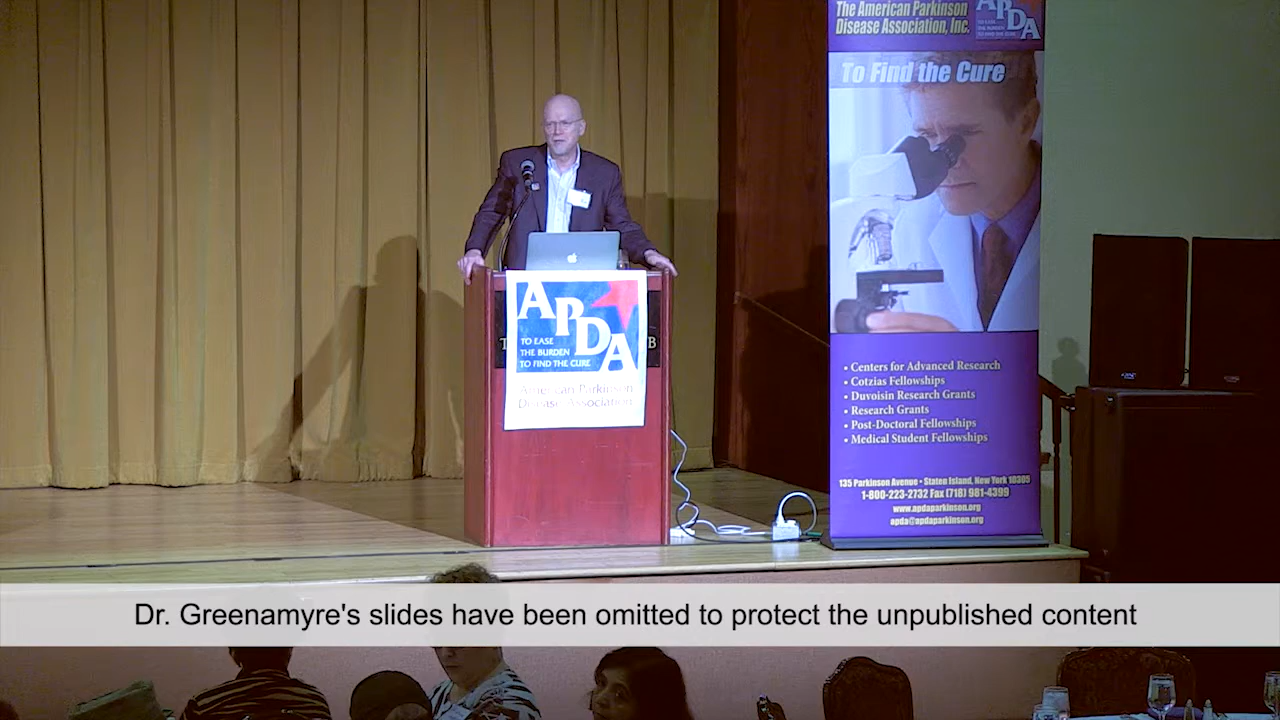 The American Parkinson
Disease Association, Inc.
APDA
To Find the Cure
APDA
TO EASE
THE BURDEN
TO FIND THE CURE
American Parkinson
Disease Association
• Centers for Advanced Research
• Cotzias Fellowships
• Duvoisin Research Grants
• Research Grants
• Post-Doctoral Fellowships
• Medical Student Fellowships
135 Parkinson Avenue • Staten Island, New York 10305
1-800-223-2732 Fax (718) 981-4399
www.apdaparkinson.org
apda@apdaparkinson.org
Dr. Greenamyre's slides have been omitted to protect the unpublished content